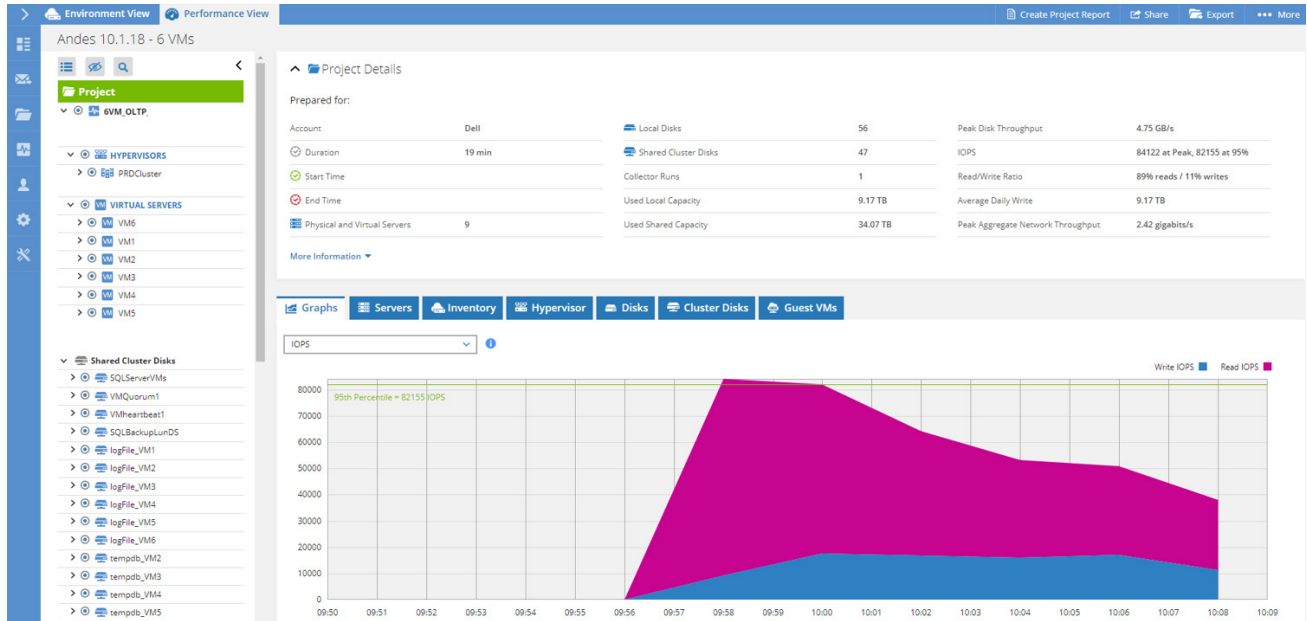 Environment View Performance View Create Project Report Share Export ••• More
Andes 10.1.18 - 6 VMs
Project
6VM_OLTP
HYPERVISORS
PRDCluster
VIRTUAL SERVERS
VM VM6
VM VM1
VM VM2
VM VM3
VM VM4
VM VM5
Shared Cluster Disks
SQLServerVMs
VMQuorum1
VMheartbeat1
SQLBackupLunDS
logFile_VM1
logFile_VM2
logFile_VM3
logFile_VM4
logFile_VM5
logFile_VM6
tempdb_VM2
tempdb_VM3
tempdb_VM4
tempdb_VM5
Project Details
Prepared for:
Account Dell Local Disks 56 Peak Disk Throughput 4.75 GB/s
Duration 19 min Shared Cluster Disks 47 IOPS 84122 at Peak, 82155 at 95%
Start Time Collector Runs 1 Read/Write Ratio 89% reads / 11% writes
End Time Used Local Capacity 9.17 TB Average Daily Write 9.17 TB
Physical and Virtual Servers 9 Used Shared Capacity 34.07 TB Peak Aggregate Network Throughput 2.42 gigabits/s
More Information
Graphs Servers Inventory Hypervisor Disks Cluster Disks Guest VMs
IOPS
Write IOPS Read IOPS
95th Percentile = 82155 IOPS
80000
70000
60000
50000
40000
30000
20000
10000
0
09:50 09:51 09:52 09:53 09:54 09:55 09:56 09:57 09:58 09:59 10:00 10:01 10:02 10:03 10:04 10:05 10:06 10:07 10:08 10:09